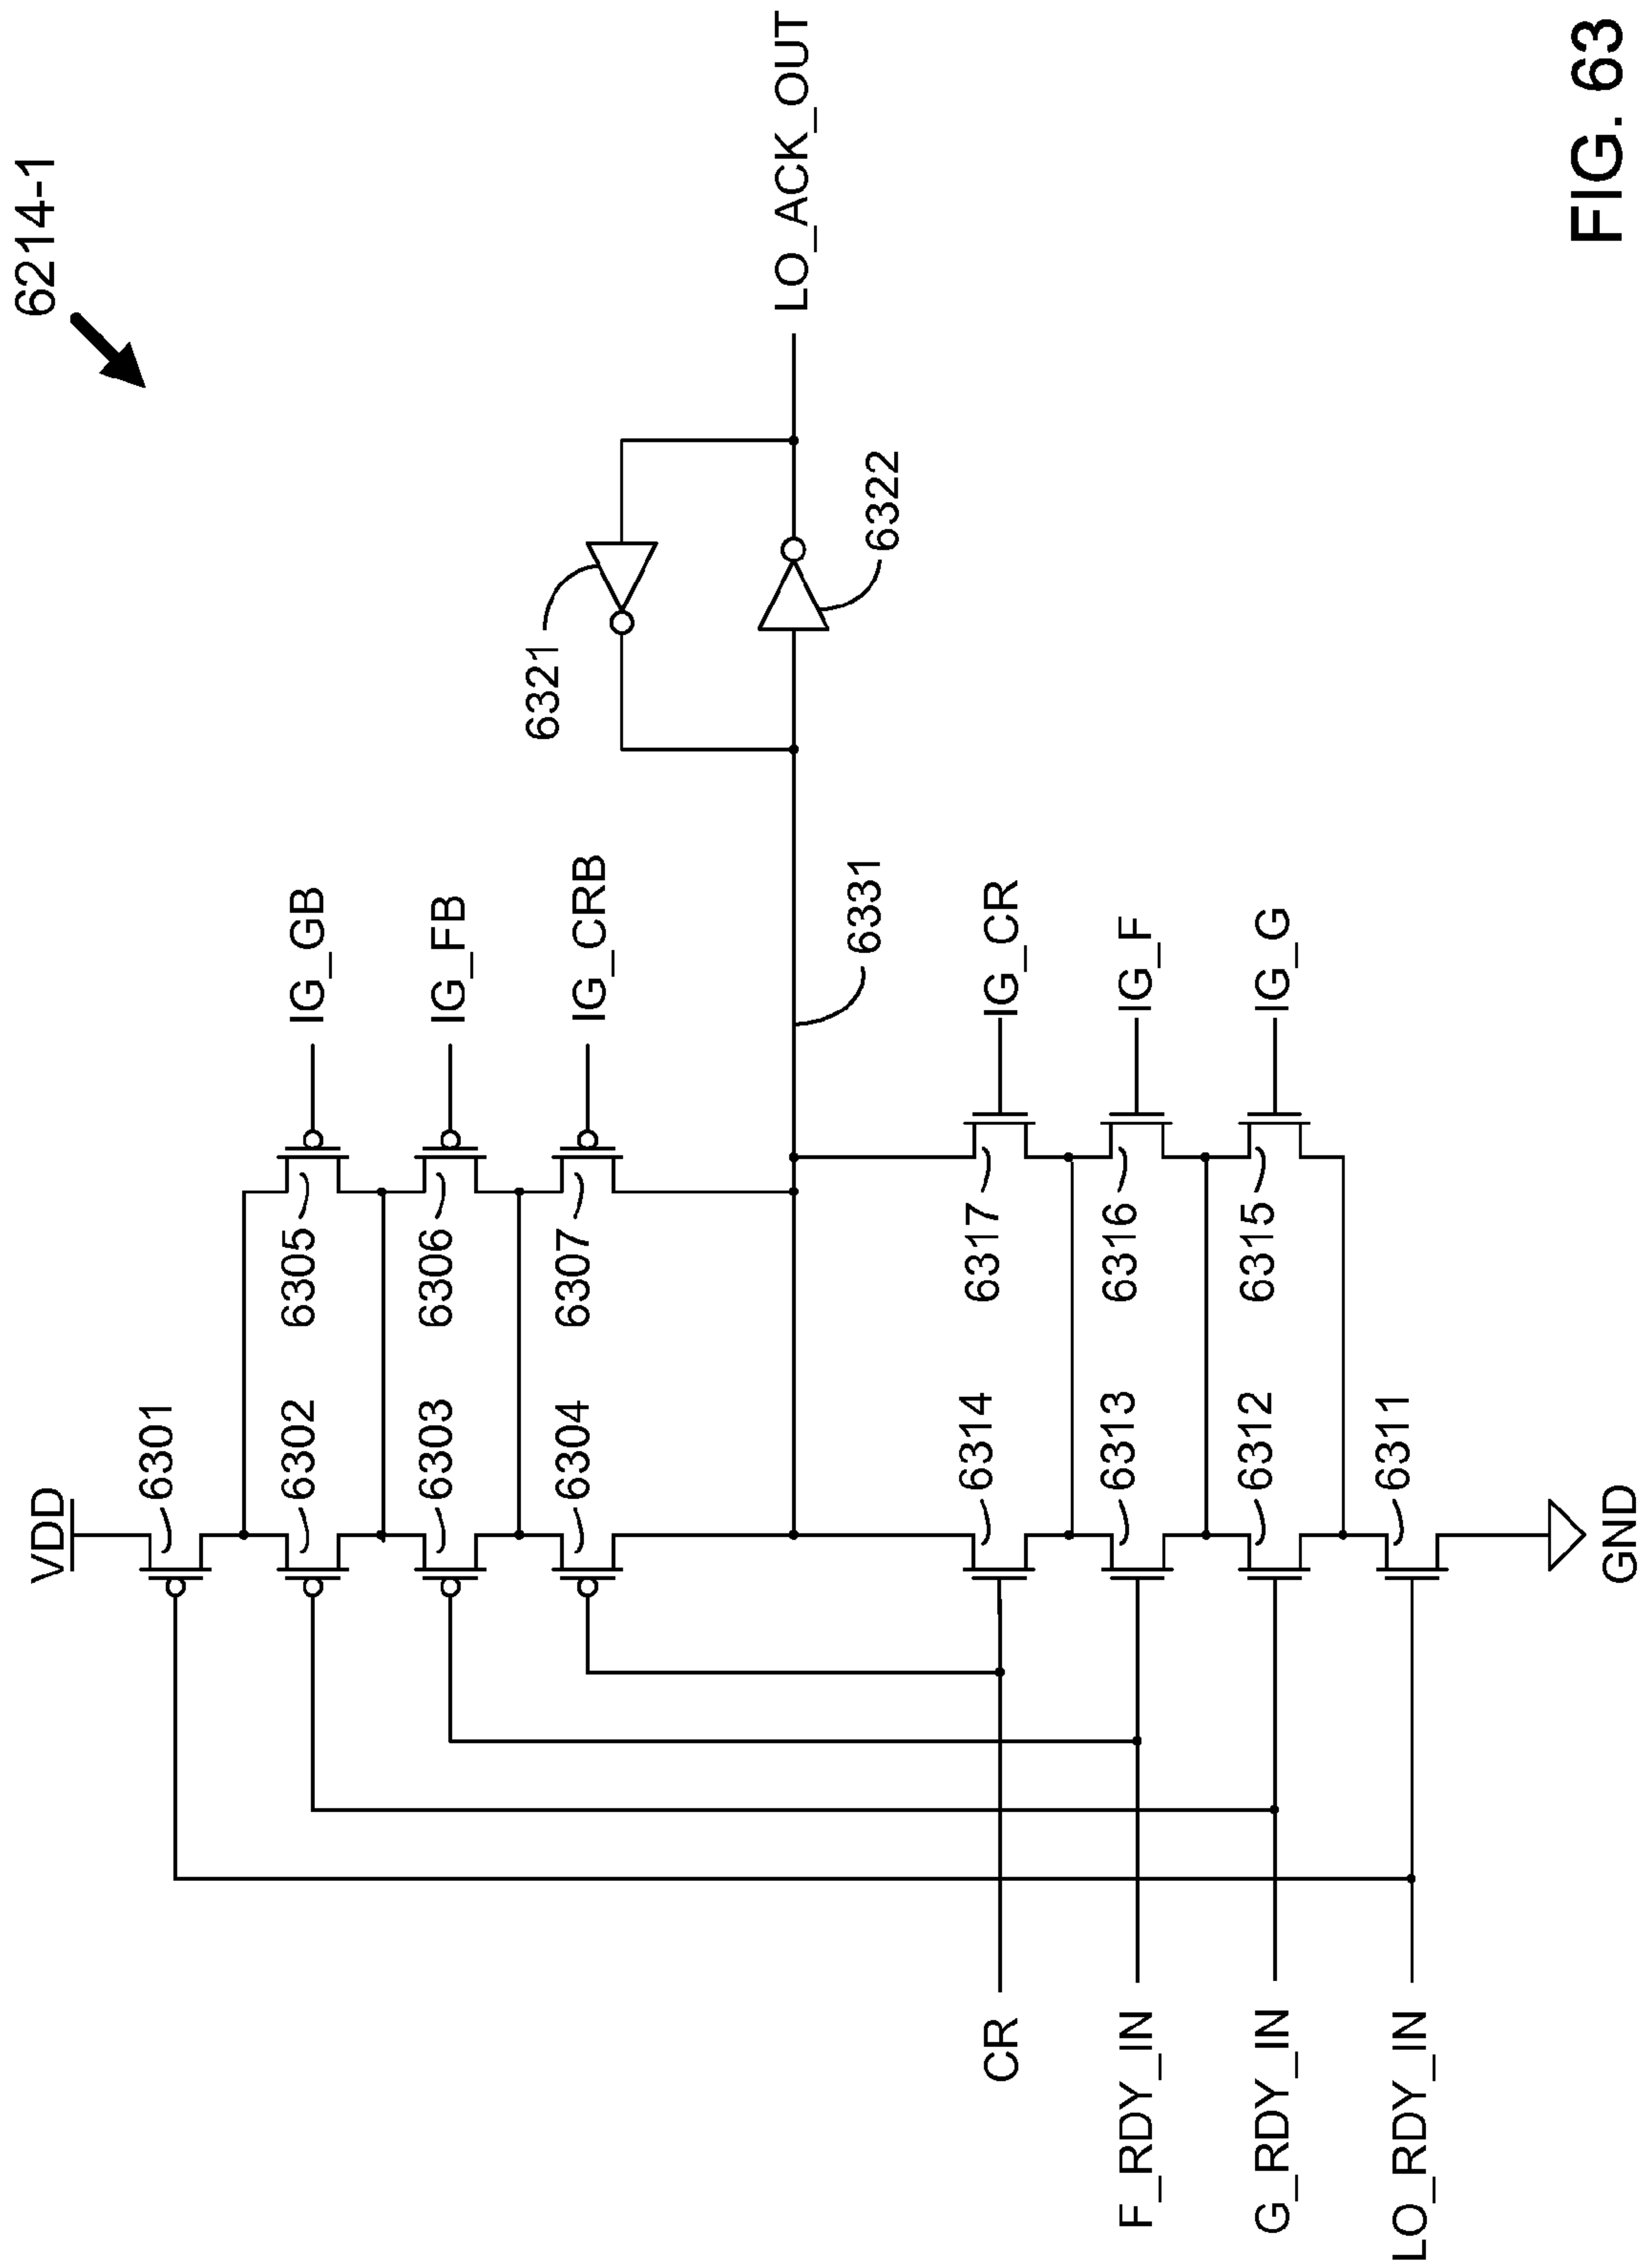 6214-1
VDD
6301
6302
6305
IG_GB
6303
6306
IG_FB
6304
6307
IG_CRB
6321
6322
LO_ACK_OUT
6331
CR
6314
6317
IG_CR
F_RDY_IN
6313
6316
IG_F
G_RDY_IN
6312
6315
IG_G
LO_RDY_IN
6311
GND
FIG. 63